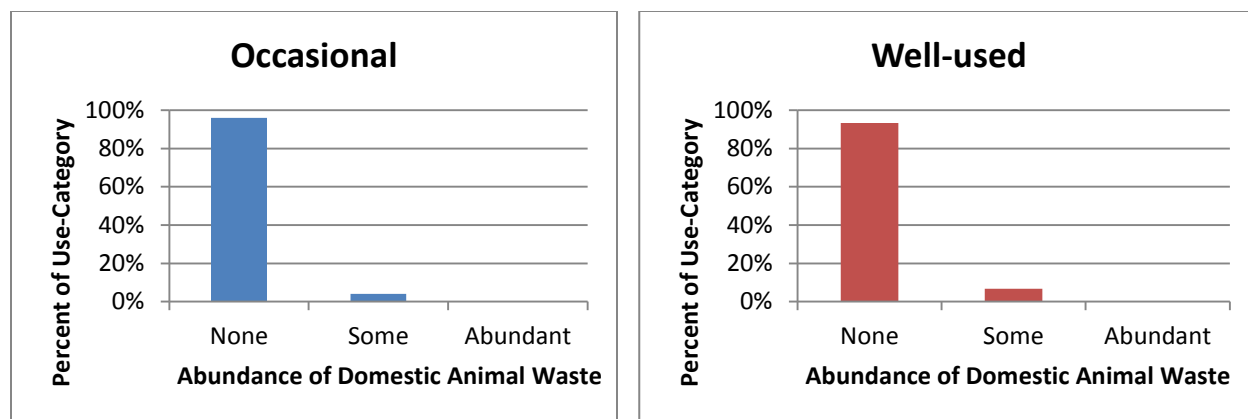 Occasional
Percent of Use-Category
100%
80%
60%
40%
20%
0%
None Some Abundant
Abundance of Domestic Animal Waste
Well-used
Percent of Use-Category
100%
80%
60%
40%
20%
0%
None Some Abundant
Abundance of Domestic Animal Waste